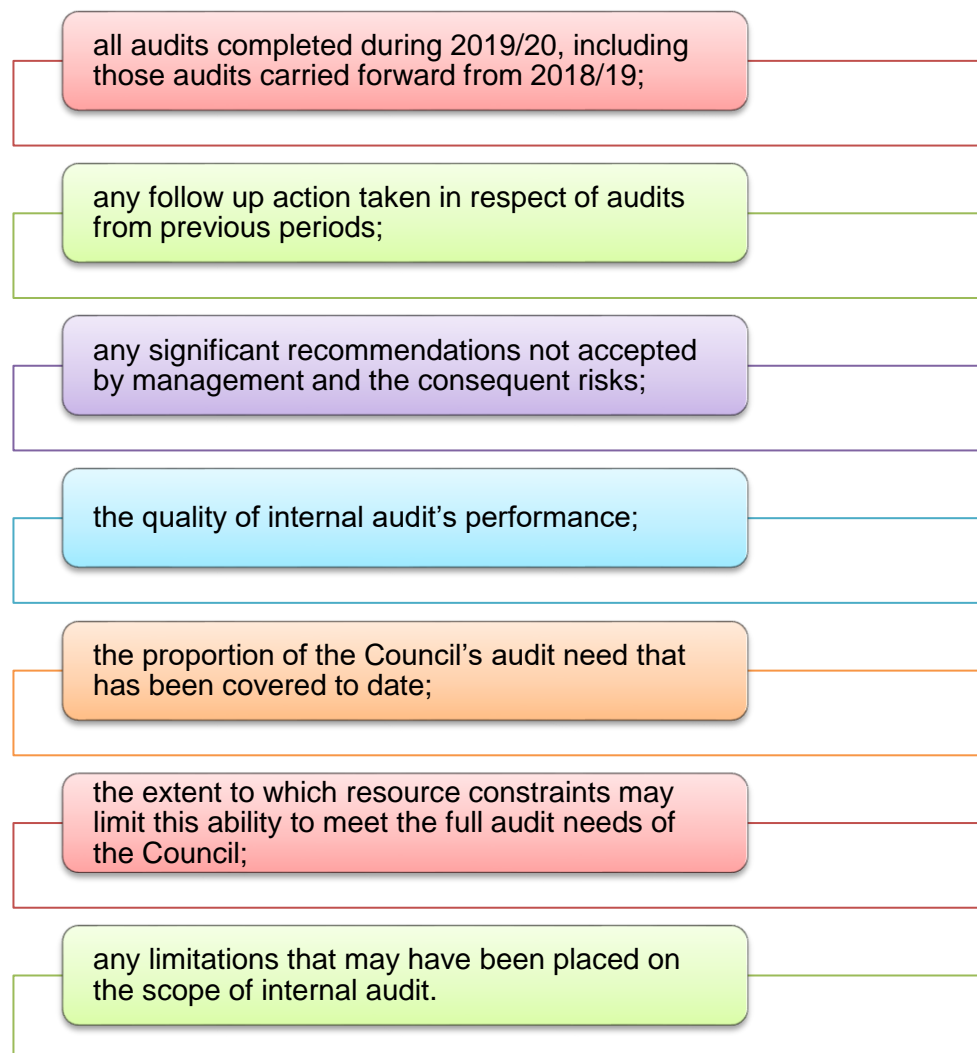 all audits completed during 2019/20, including
those audits carried forward from 2018/19;
any follow up action taken in respect of audits
from previous periods;
any significant recommendations not accepted
by management and the consequent risks;
the quality of internal audit’s performance;
the proportion of the Council’s audit need that
has been covered to date;
the extent to which resource constraints may
limit this ability to meet the full audit needs of
the Council;
any limitations that may have been placed on
the scope of internal audit.